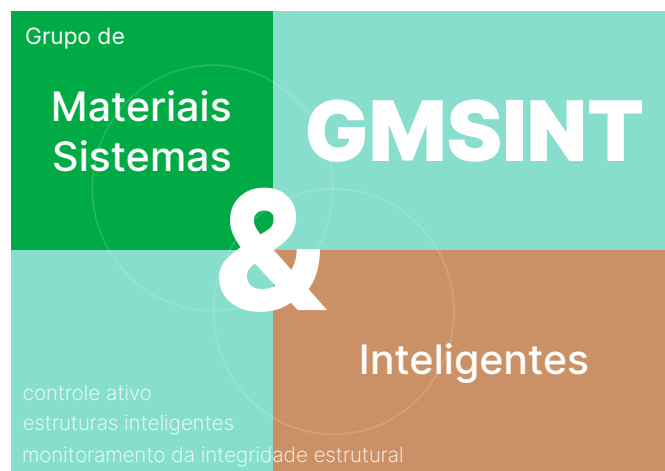 Grupo de
Materiais
Sistemas
GMSINT
&
Inteligentes
controle ativo
estruturas inteligentes
monitoramento da integridade estrutural